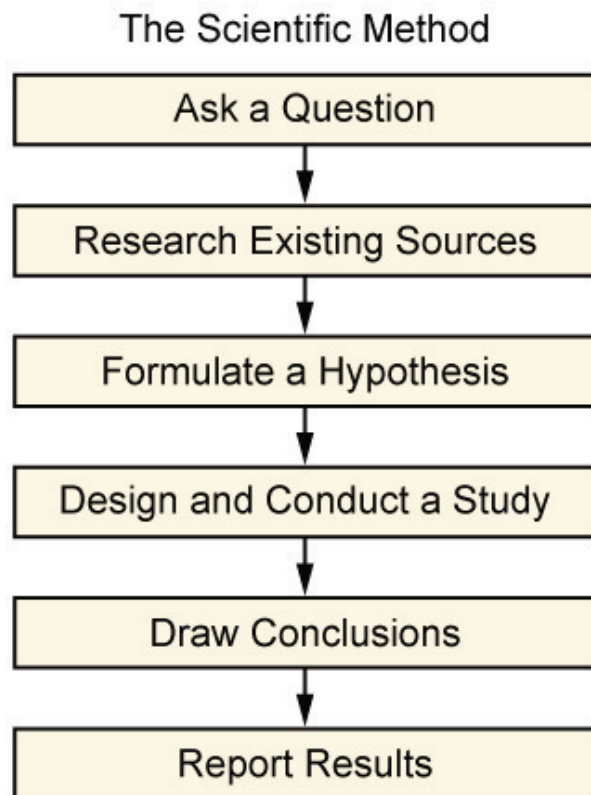 The Scientific Method
Ask a Question
Research Existing Sources
Formulate a Hypothesis
Design and Conduct a Study
Draw Conclusions
Report Results